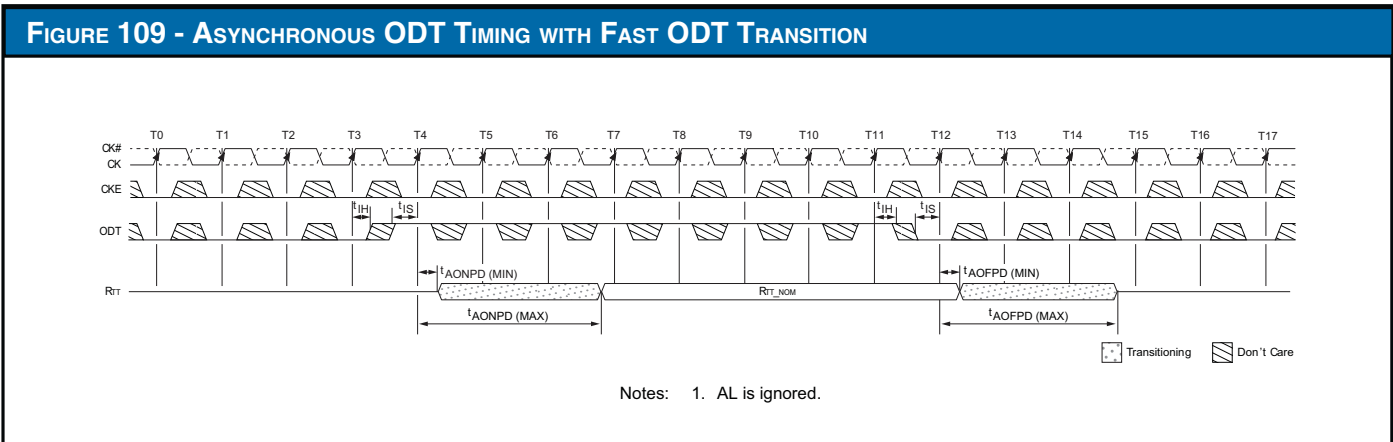 FIGURE 109 - ASYNCHRONOUS ODT TIMING WITH FAST ODT TRANSITION
T0 T1 T2 T3 T4 T5 T6 T7 T8 T9 T10 T11 T12 T13 T14 T15 T16 T17
CK#
CK
CKE
tIH tIS tIH tIS
ODT
tAONPD (MIN) tAOFPD (MIN)
RTT RTT_NOM
tAONPD (MAX) tAOFPD (MAX)
Transitioning Don't Care
Notes: 1. AL is ignored.